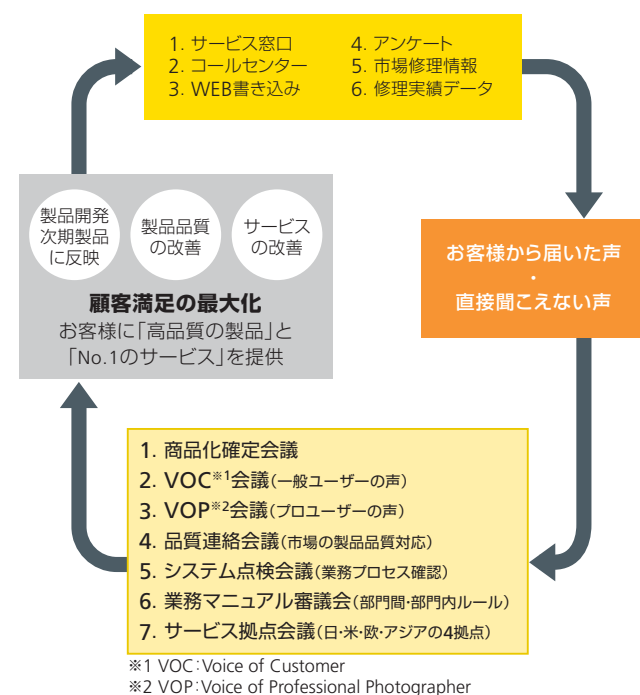 1. サービス窓口
2. コールセンター
3. WEB書き込み
4. アンケート
5. 市場修理情報
6. 修理実績データ
お客様から届いた声
・
直接聞こえない声
1. 商品化確定会議
2. VOC※1会議(一般ユーザーの声)
3. VOP※2会議(プロユーザーの声)
4. 品質連絡会議(市場の製品品質対応)
5. システム点検会議(業務プロセス確認)
6. 業務マニュアル審議会(部門間・部門内ルール)
7. サービス拠点会議(日・米・欧・アジアの4拠点)
製品開発
次期製品
に反映
製品品質
の改善
サービス
の改善
顧客満足の最大化
お客様に「高品質の製品」と
「No.1のサービス」を提供
※1 VOC:Voice of Customer
※2 VOP:Voice of Professional Photographer